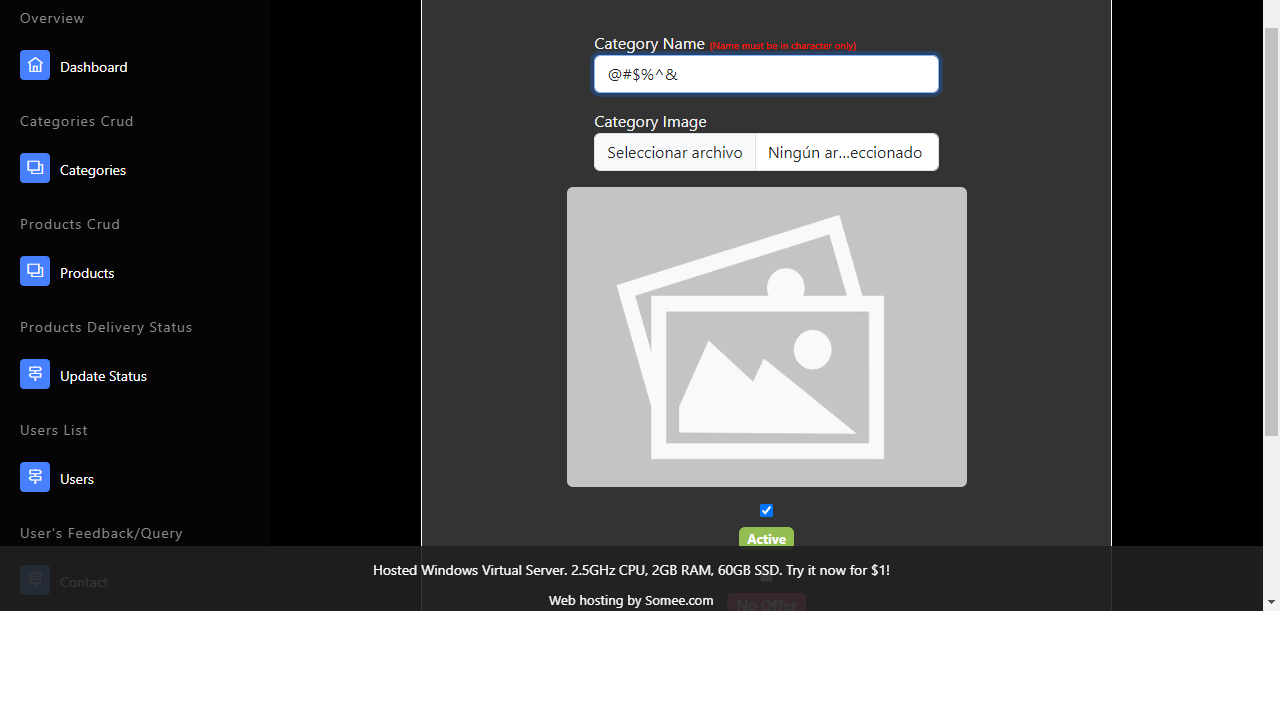 Overview
Dashboard
Categories Crud
Categories
Products Crud
Products
Products Delivery Status
Update Status
Users List
Users
User's Feedback/Query
Contact
Category Name (Name must be in character only)
@#$%^&
Category Image
Seleccionar archivo Ningún ar...eccionado
Active
No Offer
Hosted Windows Virtual Server. 2.5GHz CPU, 2GB RAM, 60GB SSD. Try it now for $1!
Web hosting by Somee.com